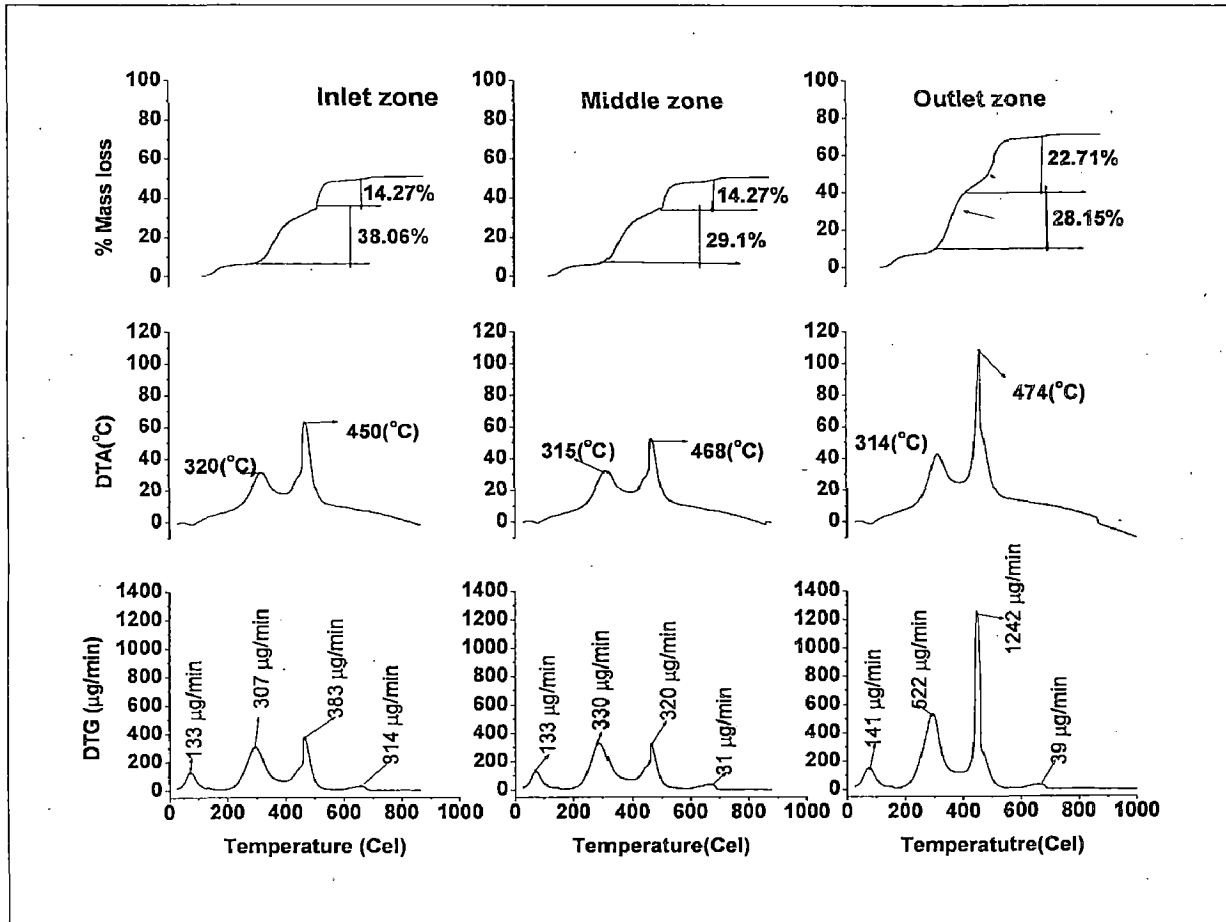 100
80
60
40
20
0
% Mass loss
Inlet zone
14.27%
38.06%
100
80
60
40
20
0
Middle zone
14.27%
29.1%
100
80
60
40
20
0
Outlet zone
22.71%
28.15%
120
100
80
60
40
20
0
DTA(°C)
320(°C)
450(°C)
120
100
80
60
40
20
0
315(°C)
468(°C)
120
100
80
60
40
20
0
314(°C)
474(°C)
1400
1200
1000
800
600
400
200
0
DTG (µg/min)
133 µg/min
307 µg/min
383 µg/min
314 µg/min
0 200 400 600 800 1000
Temperature (Cel)
1400
1200
1000
800
600
400
200
0
133 µg/min
330 µg/min
320 µg/min
31 µg/min
0 200 400 600 800 1000
Temperature(Cel)
1400
1200
1000
800
600
400
200
0
141 µg/min
522 µg/min
1242 µg/min
39 µg/min
0 200 400 600 800 1000
Temperatutre(Cel)